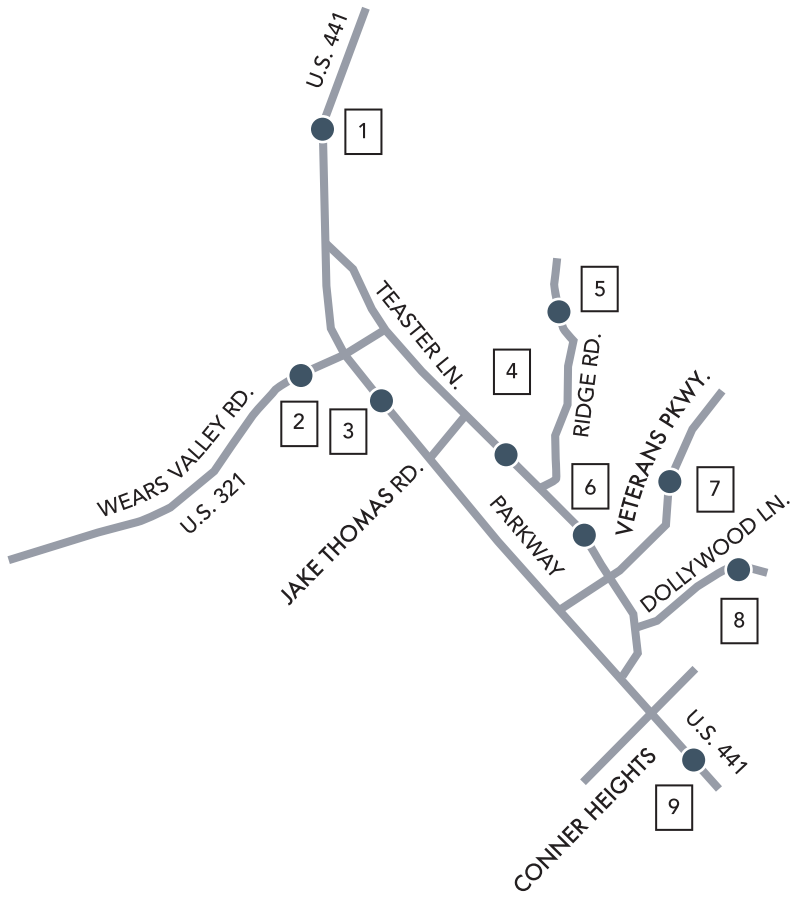 U.S. 441
1
5
TEASTER LN.
4
RIDGE RD.
2
3
WEARS VALLEY RD.
U.S. 321
VETERANS PKWY.
6
7
JAKE THOMAS RD.
PARKWAY
DOLLYWOOD LN.
8
U.S. 441
9
CONNER HEIGHTS